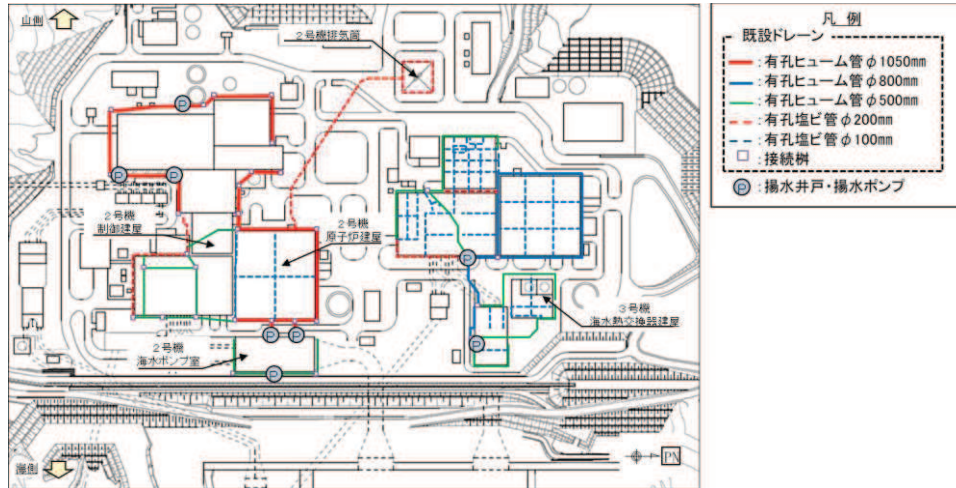 山側
2号機排気筒
2号機
制御建屋
2号機
原子炉建屋
3号機
海水熱交換器建屋
2号機
海水ポンプ室
海側
PN
P
P
P
P
P
P
P
P
凡 例
既設ドレーン
:有孔ヒューム管φ1050mm
:有孔ヒューム管φ800mm
:有孔ヒューム管φ500mm
:有孔塩ビ管φ200mm
:有孔塩ビ管φ100mm
:接続桝
P :揚水井戸・揚水ポンプ